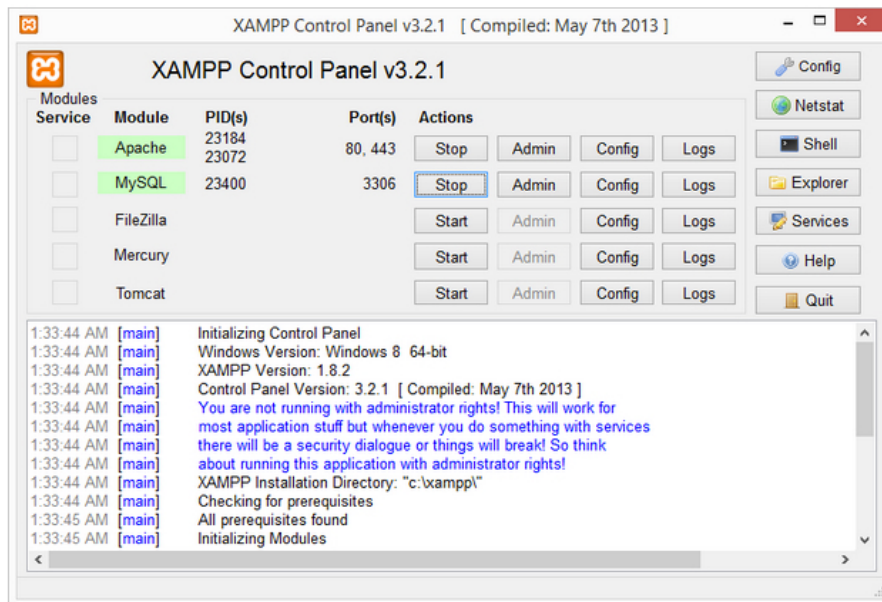 XAMPP Control Panel v3.2.1 [ Compiled: May 7th 2013 ]
XAMPP Control Panel v3.2.1
Config
Modules
Service Module PID(s) Port(s) Actions
Netstat
Apache 23184 23072 80, 443 Stop Admin Config Logs
Shell
MySQL 23400 3306 Stop Admin Config Logs
Explorer
FileZilla Start Admin Config Logs
Services
Mercury Start Admin Config Logs
Help
Tomcat Start Admin Config Logs
Quit
1:33:44 AM [main] Initializing Control Panel
1:33:44 AM [main] Windows Version: Windows 8 64-bit
1:33:44 AM [main] XAMPP Version: 1.8.2
1:33:44 AM [main] Control Panel Version: 3.2.1 [ Compiled: May 7th 2013 ]
1:33:44 AM [main] You are not running with administrator rights! This will work for
1:33:44 AM [main] most application stuff but whenever you do something with services
1:33:44 AM [main] there will be a security dialogue or things will break! So think
1:33:44 AM [main] about running this application with administrator rights!
1:33:44 AM [main] XAMPP Installation Directory: "c:\xampp\"
1:33:44 AM [main] Checking for prerequisites
1:33:45 AM [main] All prerequisites found
1:33:45 AM [main] Initializing Modules